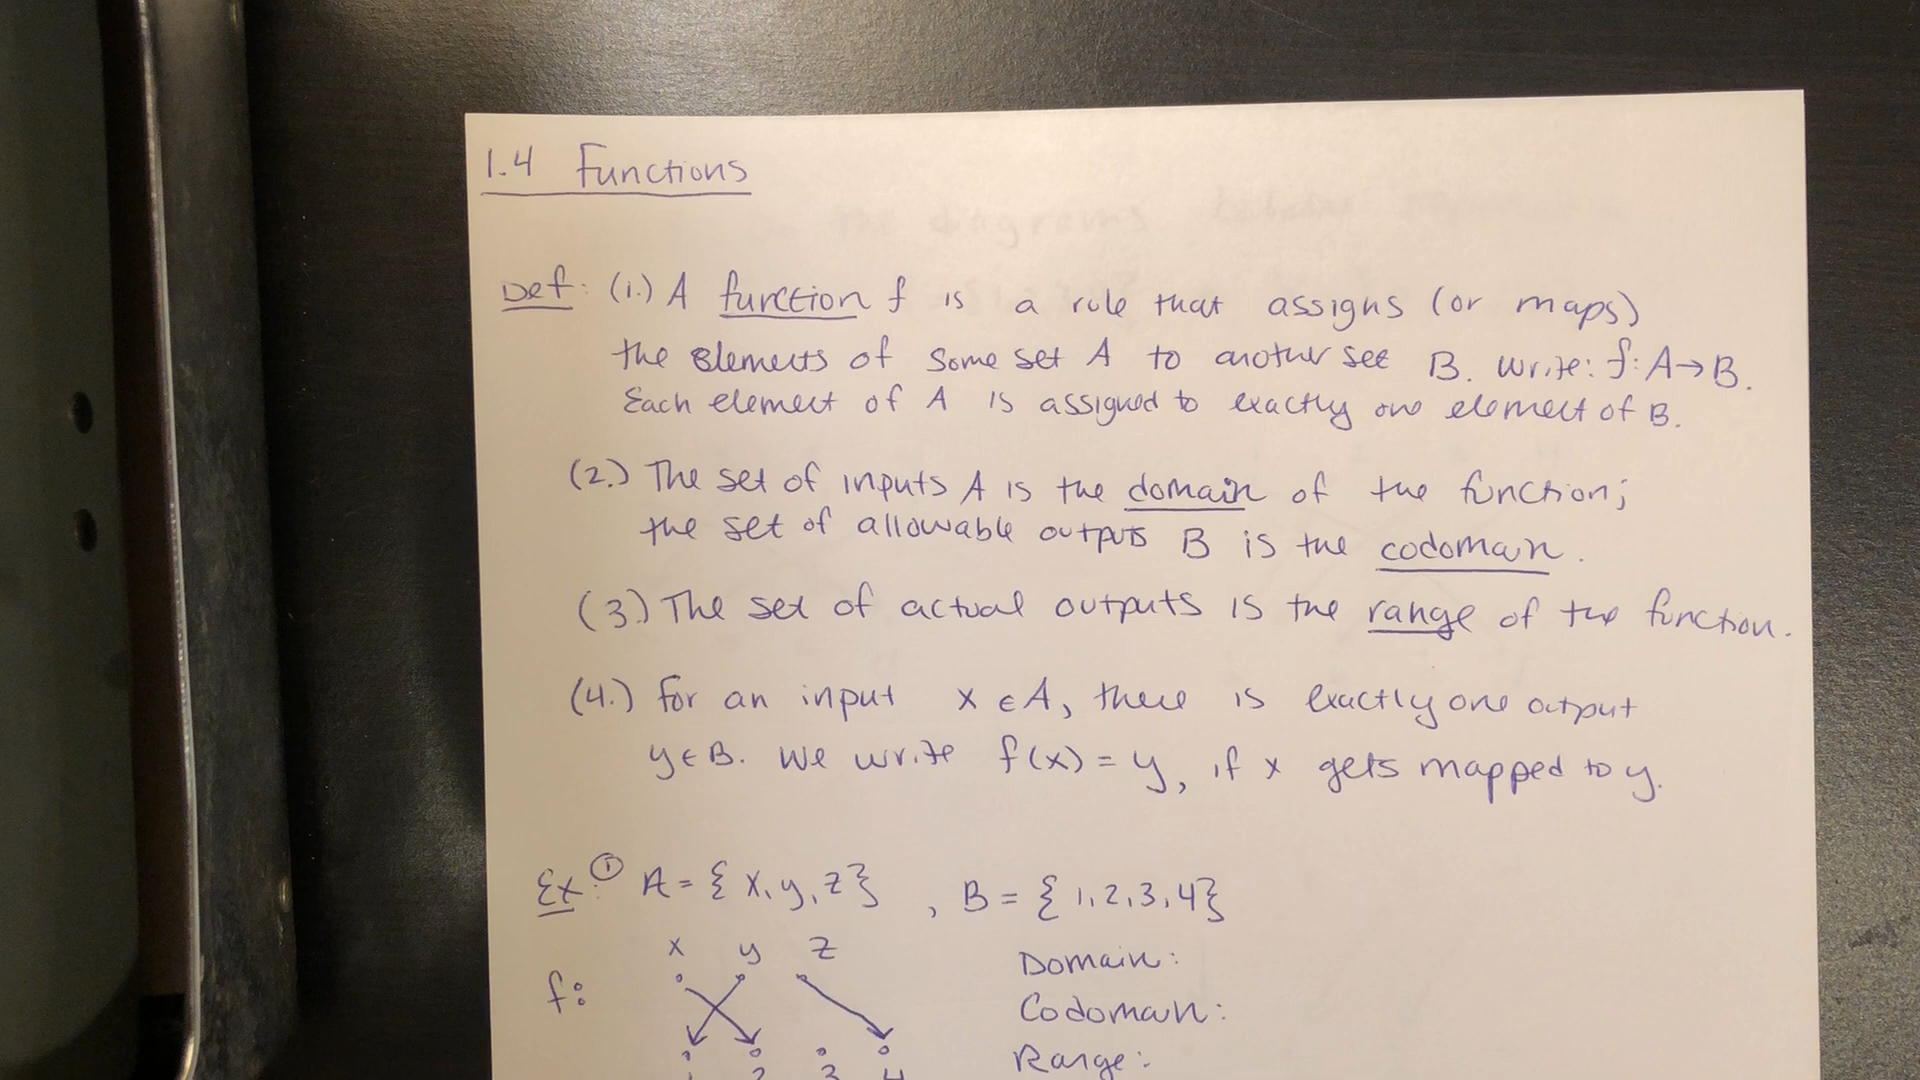 1.4 Functions
Def: (1.) A function f is a rule that assigns (or maps)
the elements of some set A to another set B. Write: f: A→B.
Each element of A is assigned to exactly one element of B.
(2.) The set of inputs A is the domain of the function;
the set of allowable outputs B is the codomain.
(3.) The set of actual outputs is the range of the function.
(4.) For an input x ∈ A, there is exactly one output
y ∈ B. We write f(x) = y, if x gets mapped to y.
Ex: ① A = { x, y, z } , B = { 1, 2, 3, 4 }
x y z
Domain:
f:
Codomain:
Range:
1 2 3 4